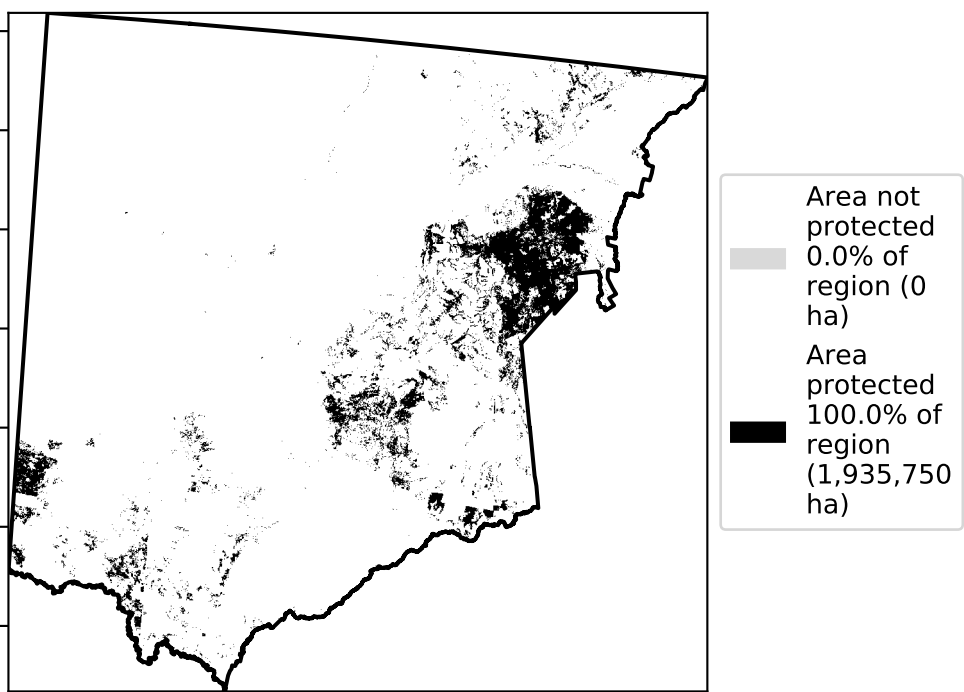 Area not
protected
0.0% of
region (0
ha)
Area
protected
100.0% of
region
(1,935,750
ha)